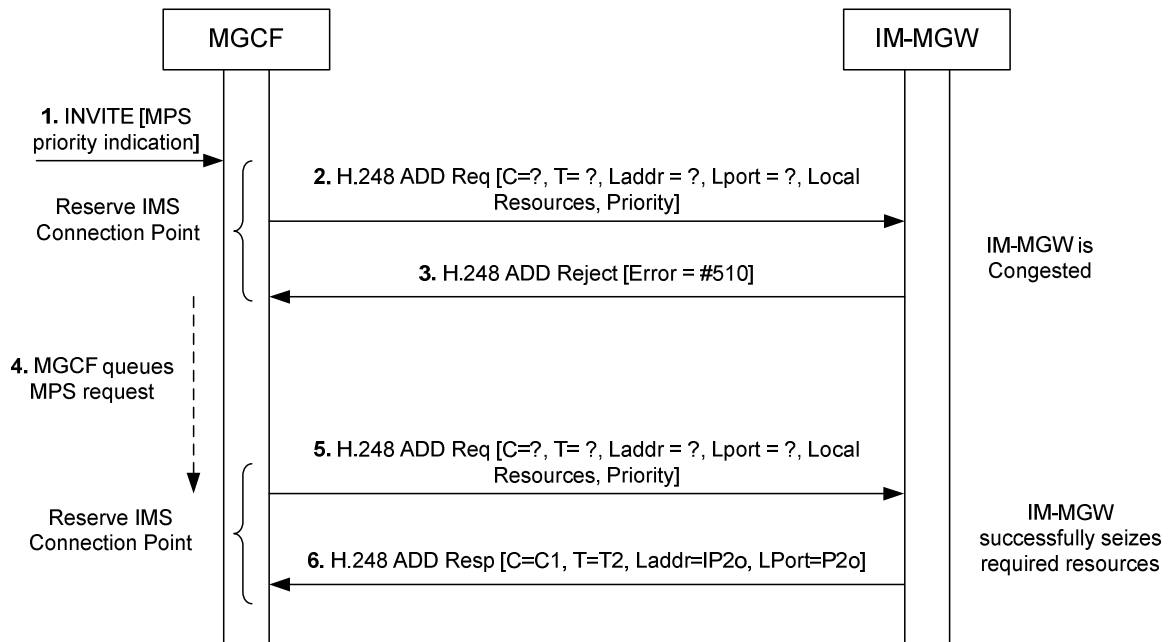 MGCF
IM-MGW
1. INVITE [MPS
priority indication]
2. H.248 ADD Req [C=?, T= ?, Laddr = ?, Lport = ?, Local
Resources, Priority]
Reserve IMS
Connection Point
IM-MGW is
Congested
3. H.248 ADD Reject [Error = #510]
4. MGCF queues
MPS request
5. H.248 ADD Req [C=?, T= ?, Laddr = ?, Lport = ?, Local
Resources, Priority]
Reserve IMS
Connection Point
IM-MGW
successfully seizes
required resources
6. H.248 ADD Resp [C=C1, T=T2, Laddr=IP2o, LPort=P2o]